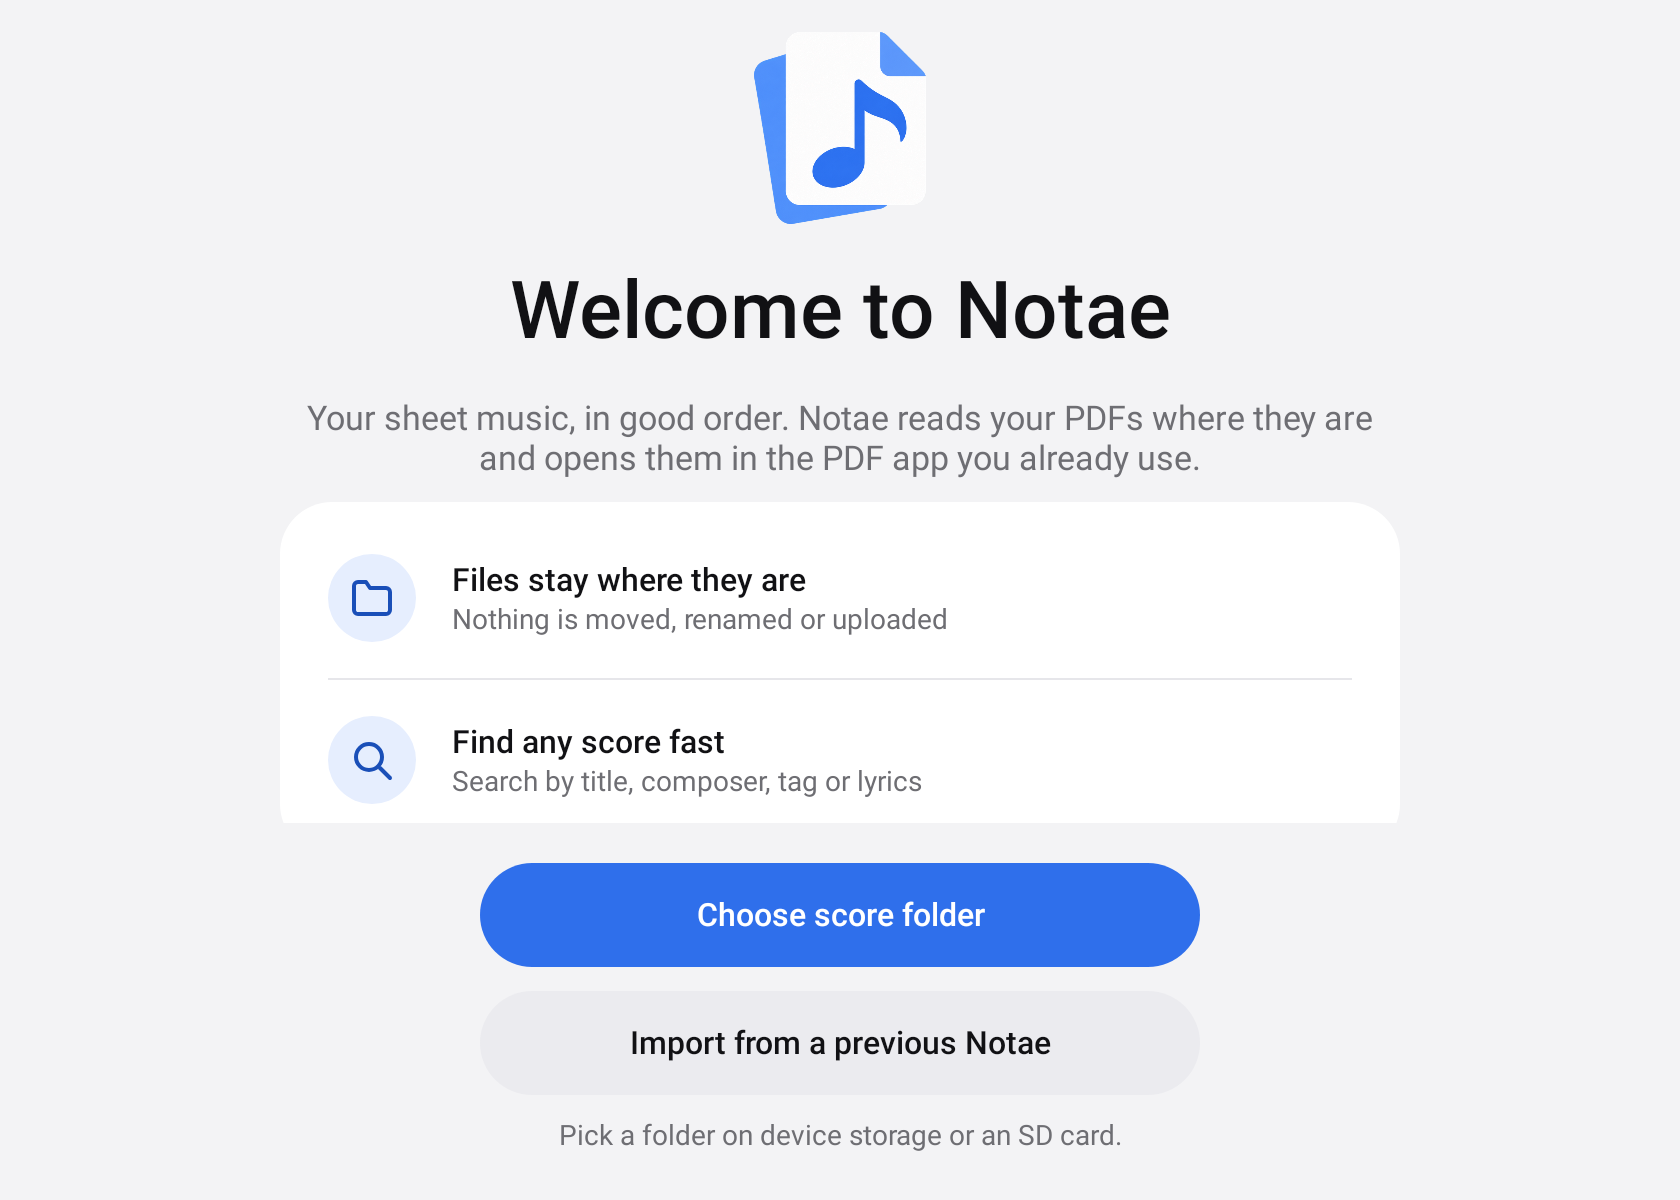 Welcome to Notae
Your sheet music, in good order. Notae reads your PDFs where they are
and opens them in the PDF app you already use.
Files stay where they are
Nothing is moved, renamed or uploaded
Find any score fast
Search by title, composer, tag or lyrics
Choose score folder
Import from a previous Notae
Pick a folder on device storage or an SD card.